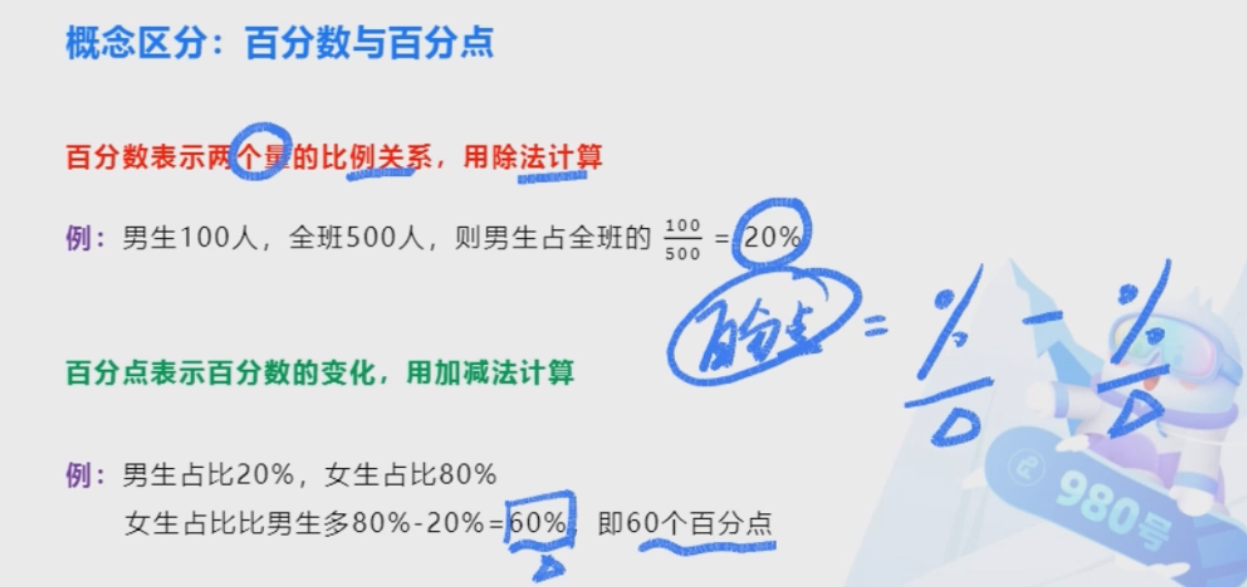 概念区分：百分数与百分点
百分数表示两个量的比例关系，用除法计算
例：男生100人，全班500人，则男生占全班的 100/500 = 20%
百分点 = % - %
百分点表示百分数的变化，用加减法计算
例：男生占比20%，女生占比80%
女生占比比男生多80%-20%=60%，即60个百分点
980号